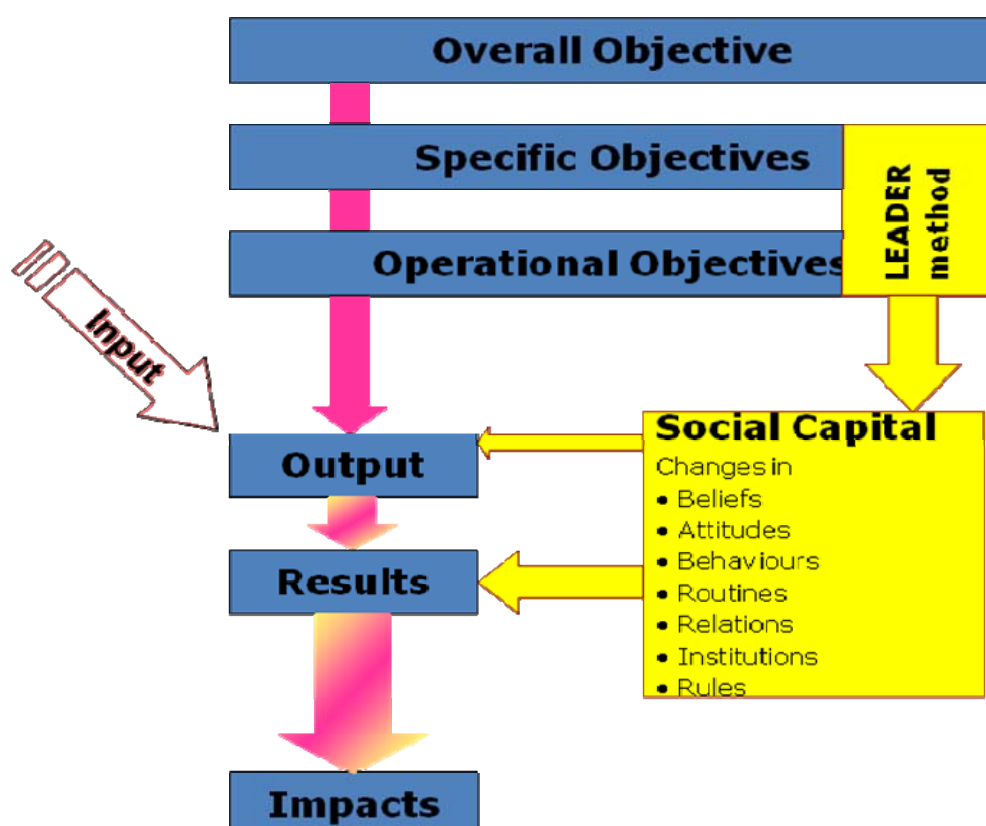 Overall Objective
Specific Objectives
LEADER
method
Operational Objectives
Input
Output
Results
Impacts
Social Capital
Changes in
• Beliefs
• Attitudes
• Behaviours
• Routines
• Relations
• Institutions
• Rules